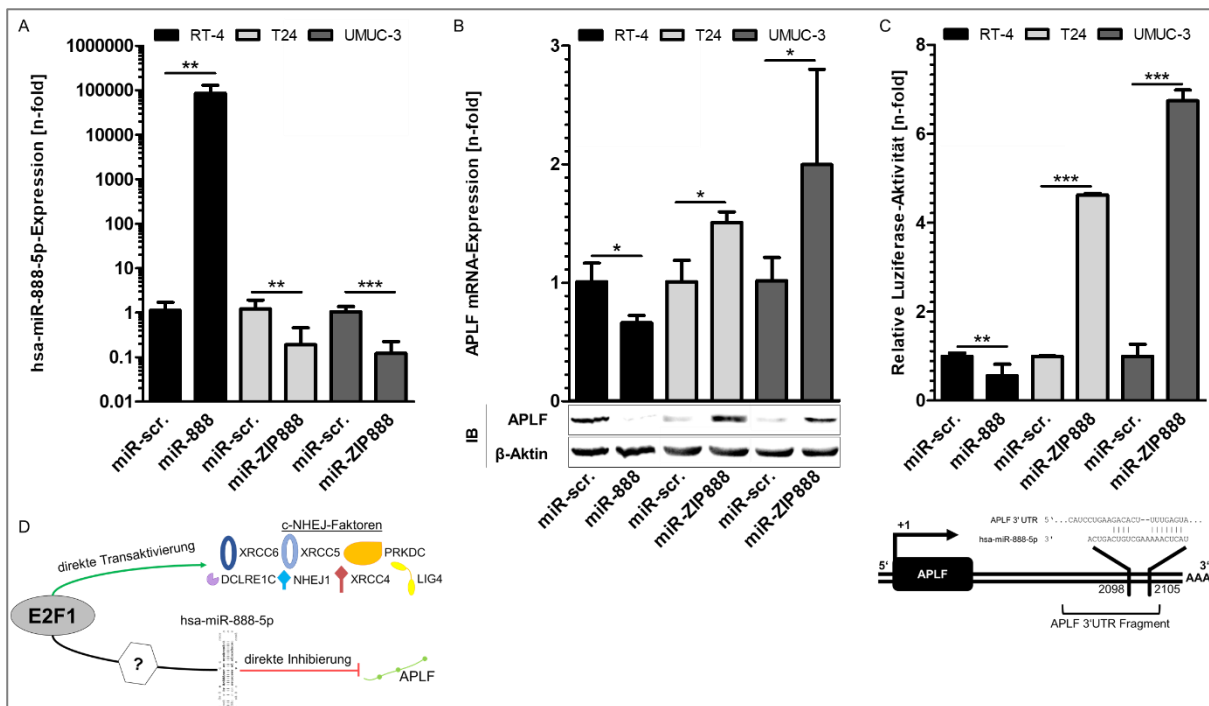 A
RT-4 T24 UMUC-3
hsa-miR-888-5p-Expression [n-fold]
1000000
100000
10000
1000
100
10
1
0.1
0.01
** ** ***
miR-scr. miR-888 miR-scr. miR-ZIP888 miR-scr. miR-ZIP888
B
RT-4 T24 UMUC-3
APLF mRNA-Expression [n-fold]
3
2
1
0
* * *
IB
APLF
β-Aktin
miR-scr. miR-888 miR-scr. miR-ZIP888 miR-scr. miR-ZIP888
C
RT-4 T24 UMUC-3
Relative Luziferase-Aktivität [n-fold]
8
6
4
2
0
** *** ***
miR-scr. miR-888 miR-scr. miR-ZIP888 miR-scr. miR-ZIP888
APLF 3'UTR 5'...CAUCCUGAAGACACU--UUUGAGUA...
hsa-miR-888-5p 3' ACUGACUGUCGAAAAACUCAU
+1
5' APLF 3'
AAA
2098 2105
APLF 3'UTR Fragment
D
c-NHEJ-Faktoren
direkte Transaktivierung
XRCC6 XRCC5 PRKDC
DCLRE1C NHEJ1 XRCC4 LIG4
E2F1
hsa-miR-888-5p
?
direkte Inhibierung
APLF